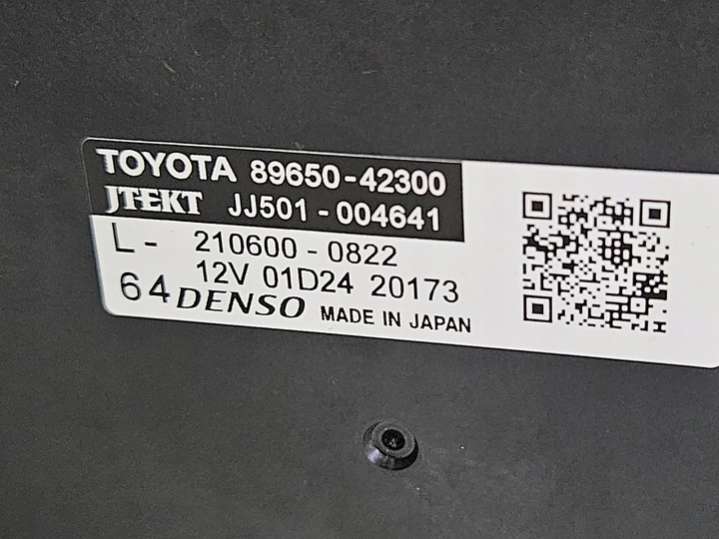 TOYOTA 89650-42300
JTEKT JJ501-004641
L- 210600-0822
12V 01D24 20173
64 DENSO MADE IN JAPAN